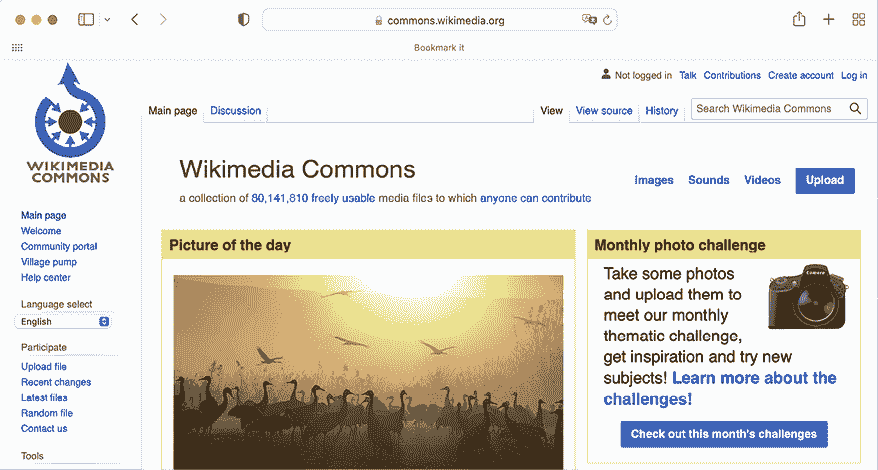 commons.wikimedia.org
Bookmark it
Not logged in Talk Contributions Create account Log in
Main page Discussion View View source History Search Wikimedia Commons
WIKIMEDIA
COMMONS
Wikimedia Commons
a collection of 80,141,810 freely usable media files to which anyone can contribute
Images Sounds Videos Upload
Main page
Welcome
Community portal
Village pump
Help center
Language select
English
Participate
Upload file
Recent changes
Latest files
Random file
Contact us
Tools
Picture of the day
Monthly photo challenge
Take some photos
and upload them to
meet our monthly
thematic challenge,
get inspiration and try new
subjects! Learn more about the
challenges!
Check out this month's challenges